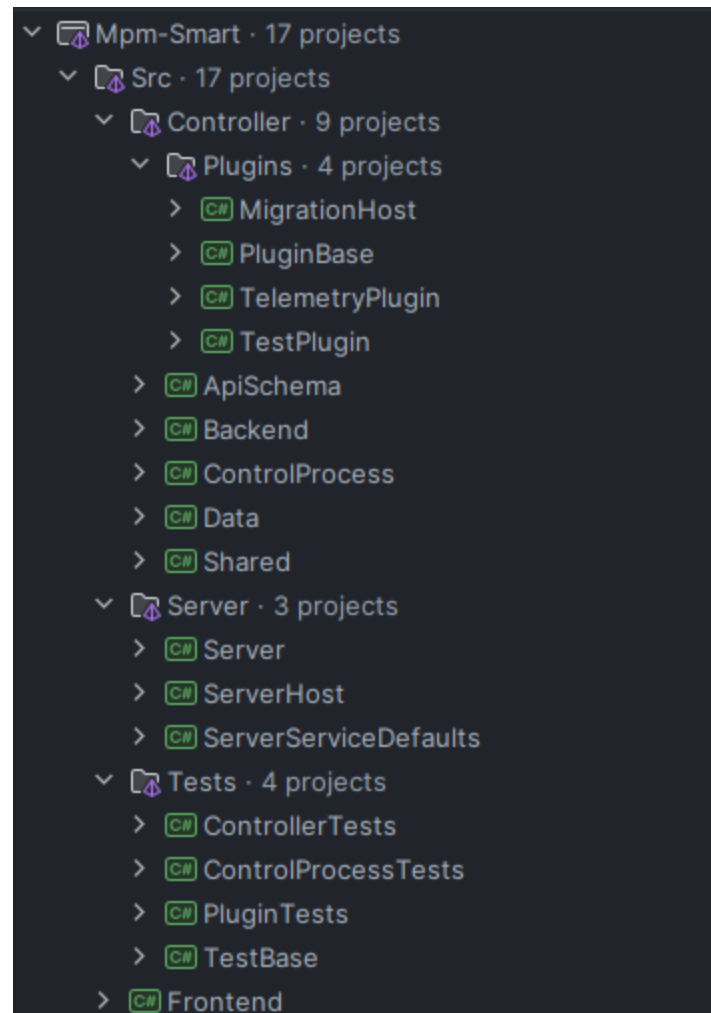 Mpm-Smart · 17 projects
Src · 17 projects
Controller · 9 projects
Plugins · 4 projects
C# MigrationHost
C# PluginBase
C# TelemetryPlugin
C# TestPlugin
C# ApiSchema
C# Backend
C# ControlProcess
C# Data
C# Shared
Server · 3 projects
C# Server
C# ServerHost
C# ServerServiceDefaults
Tests · 4 projects
C# ControllerTests
C# ControlProcessTests
C# PluginTests
C# TestBase
C# Frontend